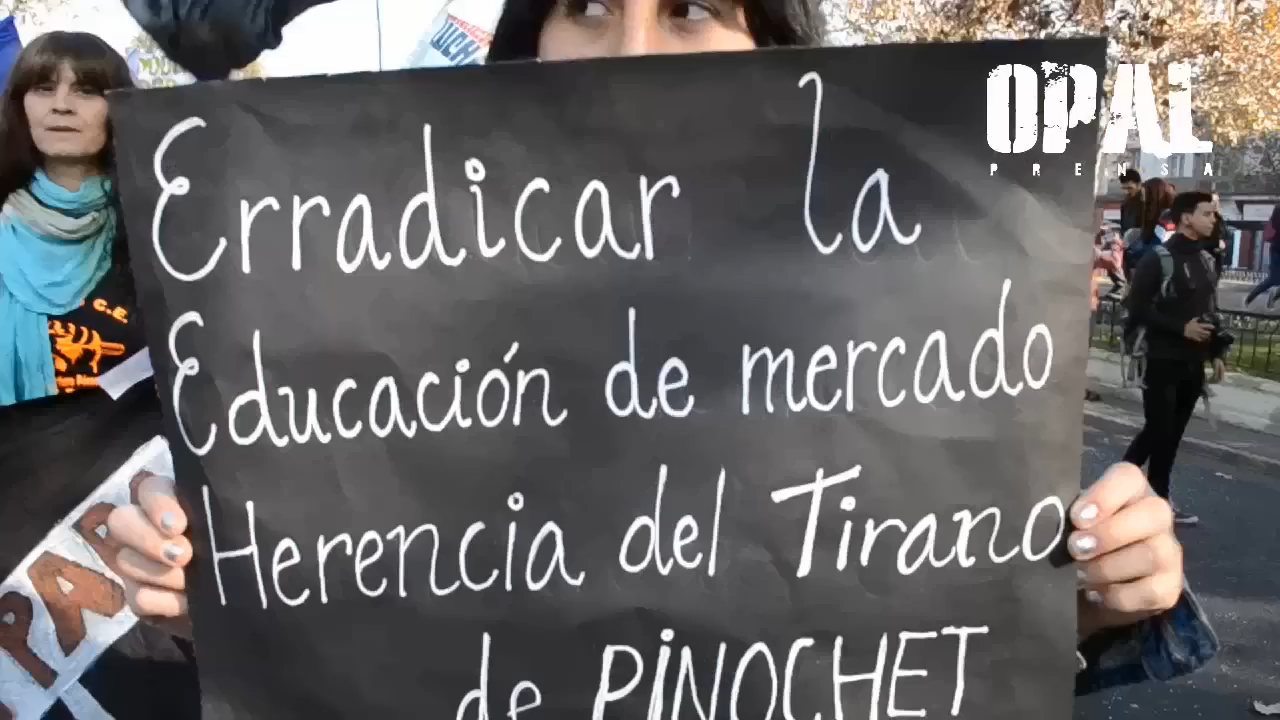 Erradicar la
Educación de mercado
Herencia del Tirano
de PINOCHET
OPAL
PRENSA
C.E.